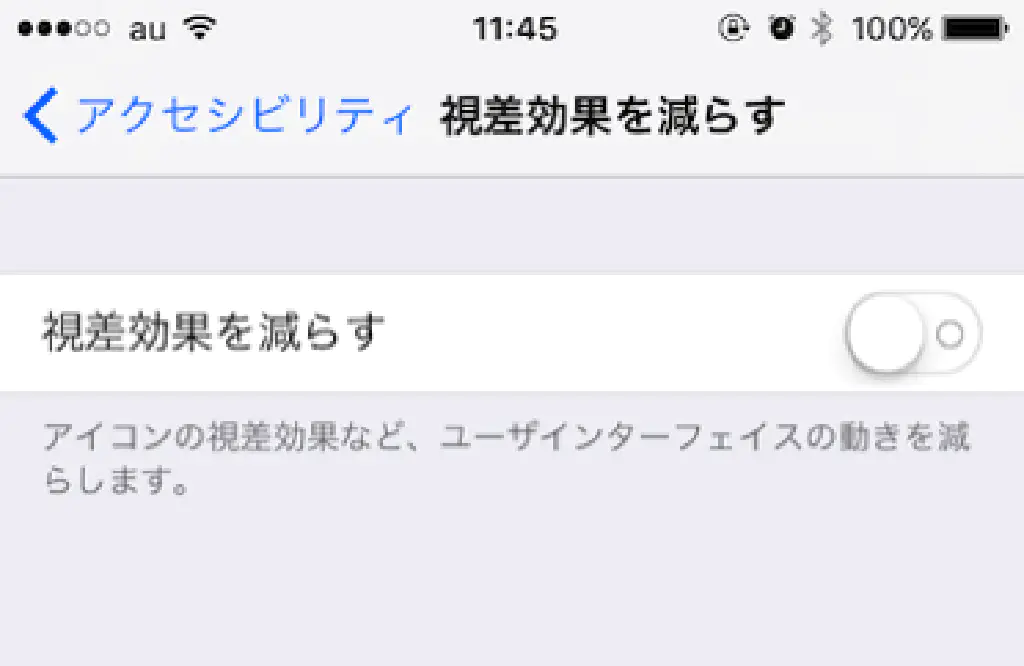 au 11:45 100%
アクセシビリティ 視差効果を減らす
視差効果を減らす
アイコンの視差効果など、ユーザインターフェイスの動きを減
らします。